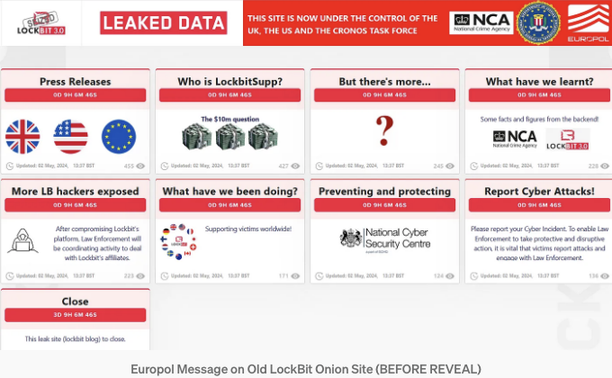 SEIZED
LOCKBIT 3.0
LEAKED DATA
THIS SITE IS NOW UNDER THE CONTROL OF THE
UK, THE US AND THE CRONOS TASK FORCE
NCA
National Crime Agency
EUROPOL
Press Releases
0D 9H 6M 46S
Updated: 02 May, 2024, 13:37 BST 455
Who is LockbitSupp?
0D 9H 6M 46S
The $10m question
Updated: 02 May, 2024, 13:37 BST 427
But there's more...
0D 9H 6M 46S
?
Updated: 02 May, 2024, 13:37 BST 245
What have we learnt?
0D 9H 6M 46S
Some facts and figures from the backend!
NCA
National Crime Agency
LOCKBIT 3.0
Updated: 02 May, 2024, 13:37 BST
More LB hackers exposed
0D 9H 6M 46S
After compromising Lockbit's
platform, Law Enforcement will
be coordinating activity to deal
with Lockbit's affiliates.
Updated: 02 May, 2024, 13:37 BST
What have we been doing?
0D 9H 6M 46S
Supporting victims worldwide!
Updated: 02 May, 2024, 13:37 BST 171
Preventing and protecting
0D 9H 6M 46S
National Cyber
Security Centre
Updated: 02 May, 2024, 13:37 BST
Report Cyber Attacks!
0D 9H 6M 46S
Please report your Cyber Incident. To enable Law
Enforcement to take protective and disruptive
action, it is vital that victims report attacks and
engage with Law Enforcement.
Updated: 02 May, 2024, 13:37 BST
Close
3D 9H 6M 46S
This leak site (lockbit blog) to close.
CK
Europol Message on Old LockBit Onion Site (BEFORE REVEAL)